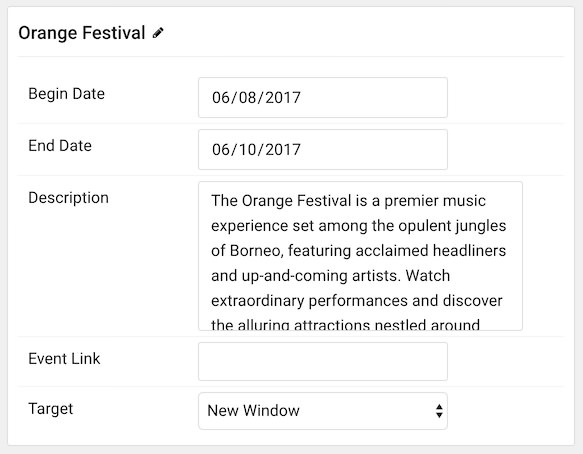 Orange Festival
Begin Date
06/08/2017
End Date
06/10/2017
Description
The Orange Festival is a premier music
experience set among the opulent jungles
of Borneo, featuring acclaimed headliners
and up-and-coming artists. Watch
extraordinary performances and discover
the alluring attractions nestled around
Event Link
Target
New Window